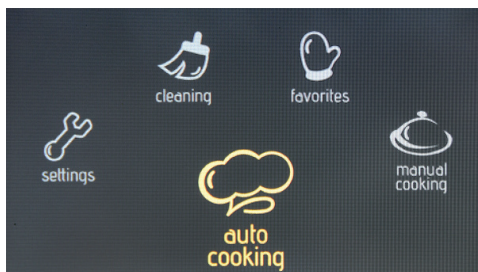 cleaning
favorites
settings
manual
cooking
auto
cooking